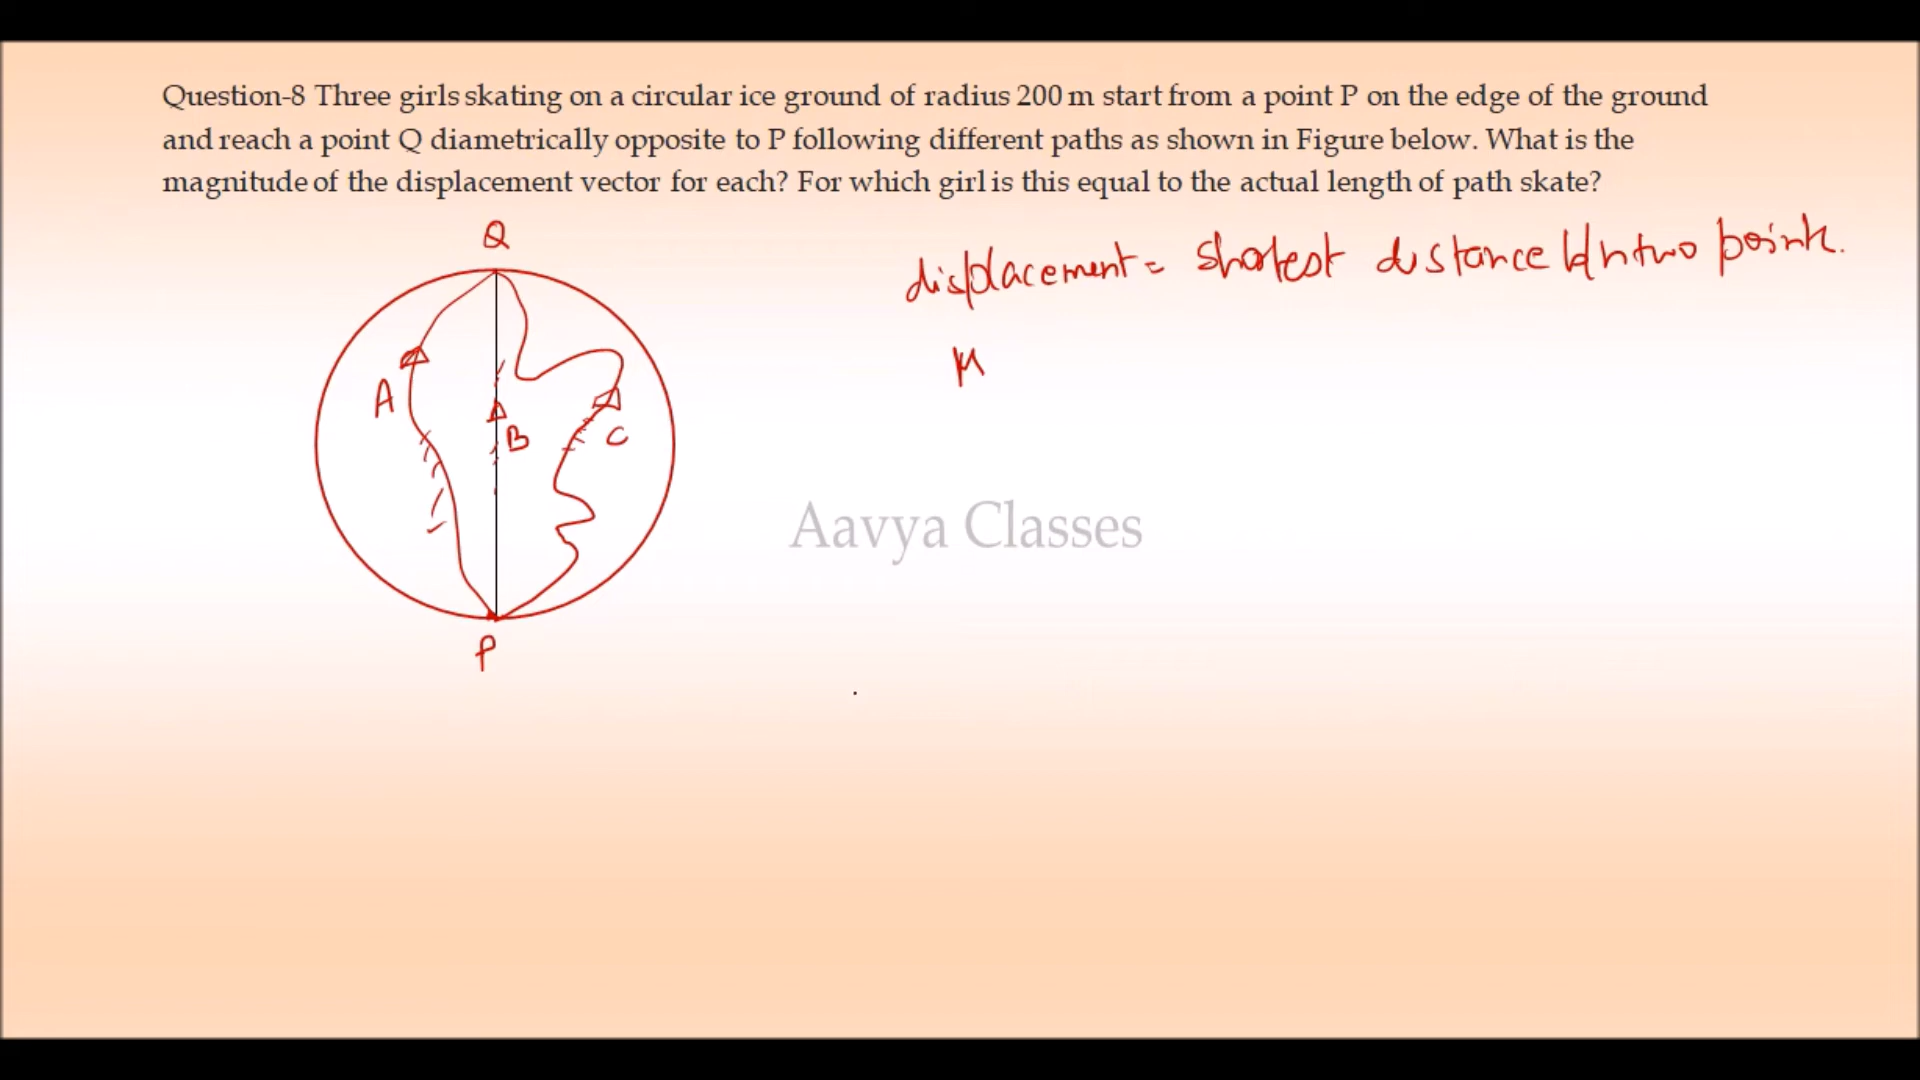 Question-8 Three girls skating on a circular ice ground of radius 200 m start from a point P on the edge of the ground
and reach a point Q diametrically opposite to P following different paths as shown in Figure below. What is the
magnitude of the displacement vector for each? For which girl is this equal to the actual length of path skate?
Q
displacement = shortest distance b/n two point.
M
A
B
C
Aavya Classes
P